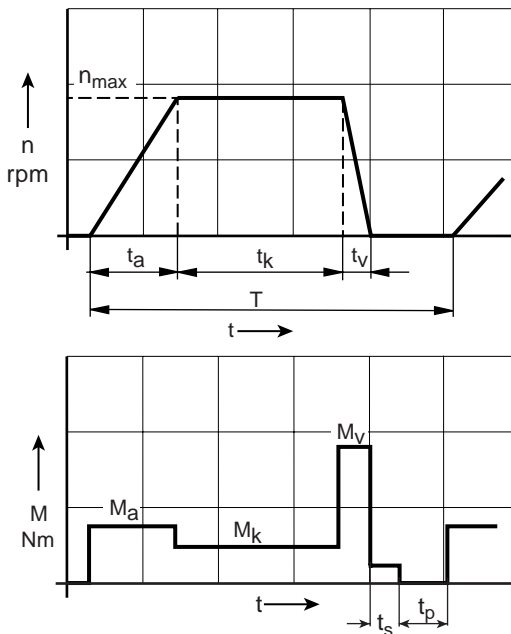 n_max
n
rpm
t_a t_k t_v
T
t
M_v
M_a
M_k
M
Nm
t
t_s t_p